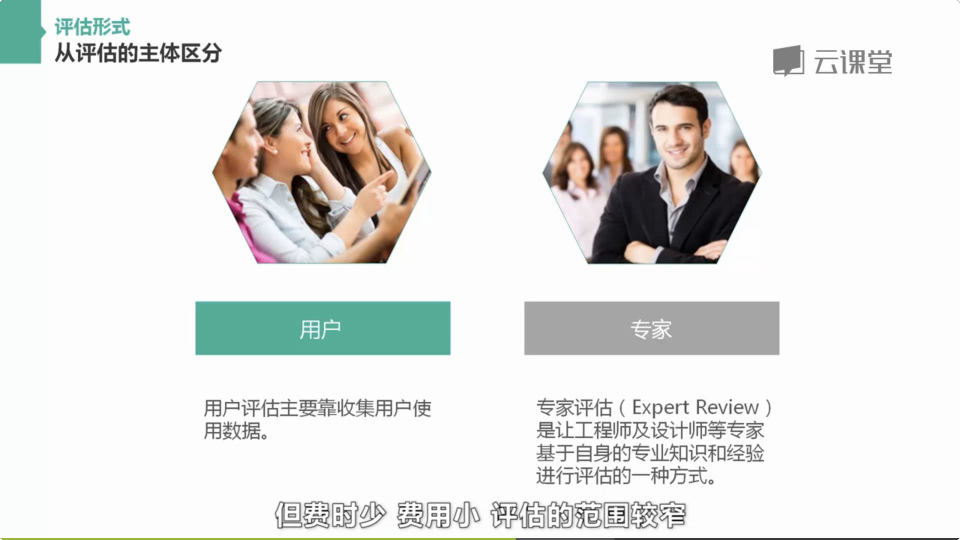 评估形式
从评估的主体区分
云课堂
用户
专家
用户评估主要靠收集用户使
用数据。
专家评估（Expert Review）
是让工程师及设计师等专家
基于自身的专业知识和经验
进行评估的一种方式。
但费时少 费用小 评估的范围较窄